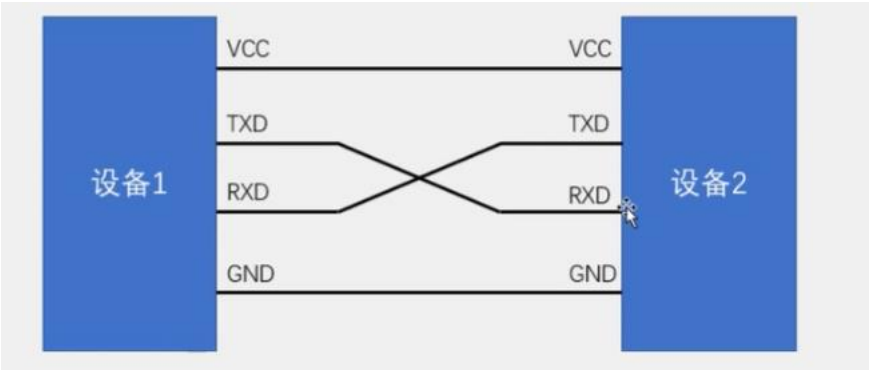 VCC VCC
TXD TXD
设备1 设备2
RXD RXD
GND GND